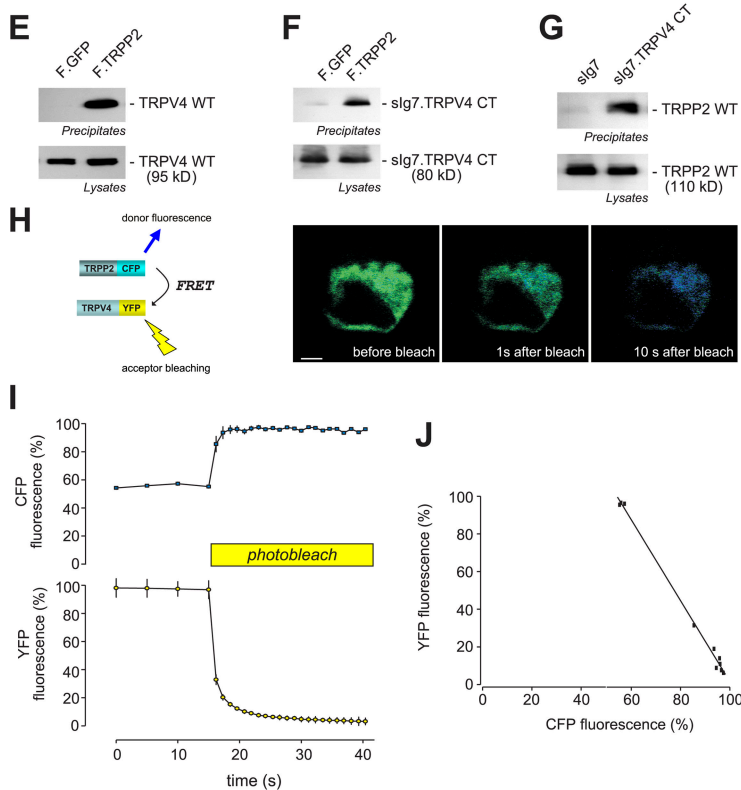 E
F.GFP
F.TRPP2
- TRPV4 WT
Precipitates
- TRPV4 WT
(95 kD)
Lysates
F
F.GFP
F.TRPP2
- sIg7.TRPV4 CT
Precipitates
- sIg7.TRPV4 CT
(80 kD)
Lysates
G
sIg7
sIg7.TRPV4 CT
- TRPP2 WT
Precipitates
- TRPP2 WT
(110 kD)
Lysates
H
donor fluorescence
TRPP2 CFP
FRET
TRPV4 YFP
acceptor bleaching
before bleach
1s after bleach
10 s after bleach
I
CFP
fluorescence (%)
100
80
60
40
20
0
photobleach
YFP
fluorescence (%)
100
80
60
40
20
0
0
10
20
30
40
time (s)
J
YFP fluorescence (%)
100
80
60
40
20
0
0
20
40
60
80
100
CFP fluorescence (%)